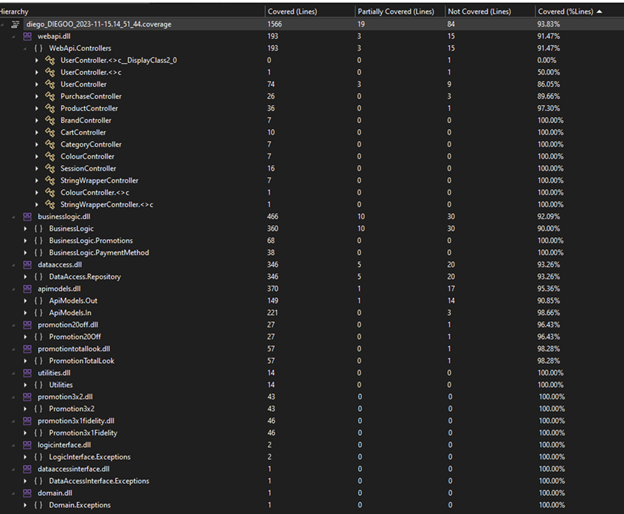 Hierarchy Covered (Lines) Partially Covered (Lines) Not Covered (Lines) Covered (%Lines)
diego_DIEGOO_2023-11-15.14_51_44.coverage 1566 19 84 93.83%
webapi.dll 193 3 15 91.47%
{ } WebApi.Controllers 193 3 15 91.47%
UserController.<>c__DisplayClass2_0 0 0 1 0.00%
UserController.<>c 1 0 1 50.00%
UserController 74 3 9 86.05%
PurchaseController 26 0 3 89.66%
ProductController 36 0 1 97.30%
BrandController 7 0 0 100.00%
CartController 10 0 0 100.00%
CategoryController 7 0 0 100.00%
ColourController 7 0 0 100.00%
SessionController 16 0 0 100.00%
StringWrapperController 7 0 0 100.00%
ColourController.<>c 1 0 0 100.00%
StringWrapperController.<>c 1 0 0 100.00%
businesslogic.dll 466 10 30 92.09%
{ } BusinessLogic 360 10 30 90.00%
{ } BusinessLogic.Promotions 68 0 0 100.00%
{ } BusinessLogic.PaymentMethod 38 0 0 100.00%
dataaccess.dll 346 5 20 93.26%
{ } DataAccess.Repository 346 5 20 93.26%
apimodels.dll 370 1 17 95.36%
{ } ApiModels.Out 149 1 14 90.85%
{ } ApiModels.In 221 0 3 98.66%
promotion20off.dll 27 0 1 96.43%
{ } Promotion20Off 27 0 1 96.43%
promotiontotallook.dll 57 0 1 98.28%
{ } PromotionTotalLook 57 0 1 98.28%
utilities.dll 14 0 0 100.00%
{ } Utilities 14 0 0 100.00%
promotion3x2.dll 43 0 0 100.00%
{ } Promotion3x2 43 0 0 100.00%
promotion3x1fidelity.dll 46 0 0 100.00%
{ } Promotion3x1Fidelity 46 0 0 100.00%
logicinterface.dll 2 0 0 100.00%
{ } LogicInterface.Exceptions 2 0 0 100.00%
dataaccessinterface.dll 1 0 0 100.00%
{ } DataAccessInterface.Exceptions 1 0 0 100.00%
domain.dll 1 0 0 100.00%
{ } Domain.Exceptions 1 0 0 100.00%